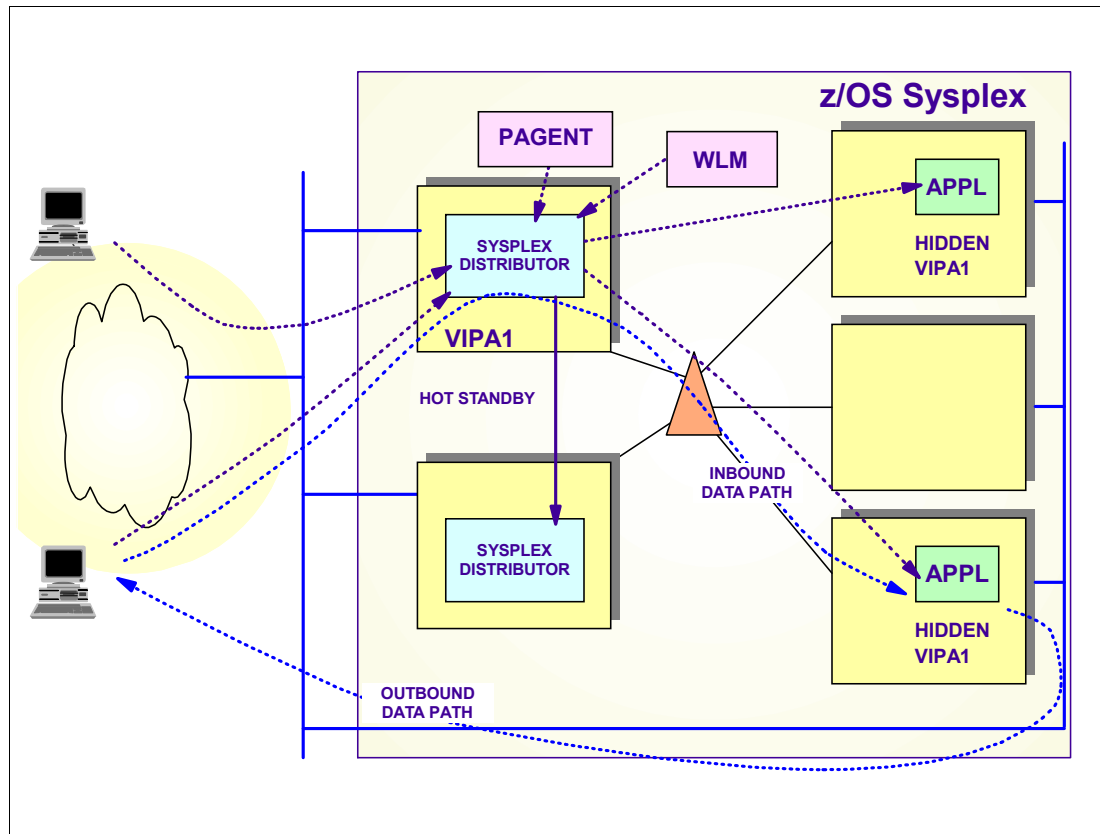 z/OS Sysplex
PAGENT
WLM
SYSPLEX
DISTRIBUTOR
VIPA1
APPL
HIDDEN
VIPA1
HOT STANDBY
INBOUND
DATA PATH
SYSPLEX
DISTRIBUTOR
APPL
HIDDEN
VIPA1
OUTBOUND
DATA PATH